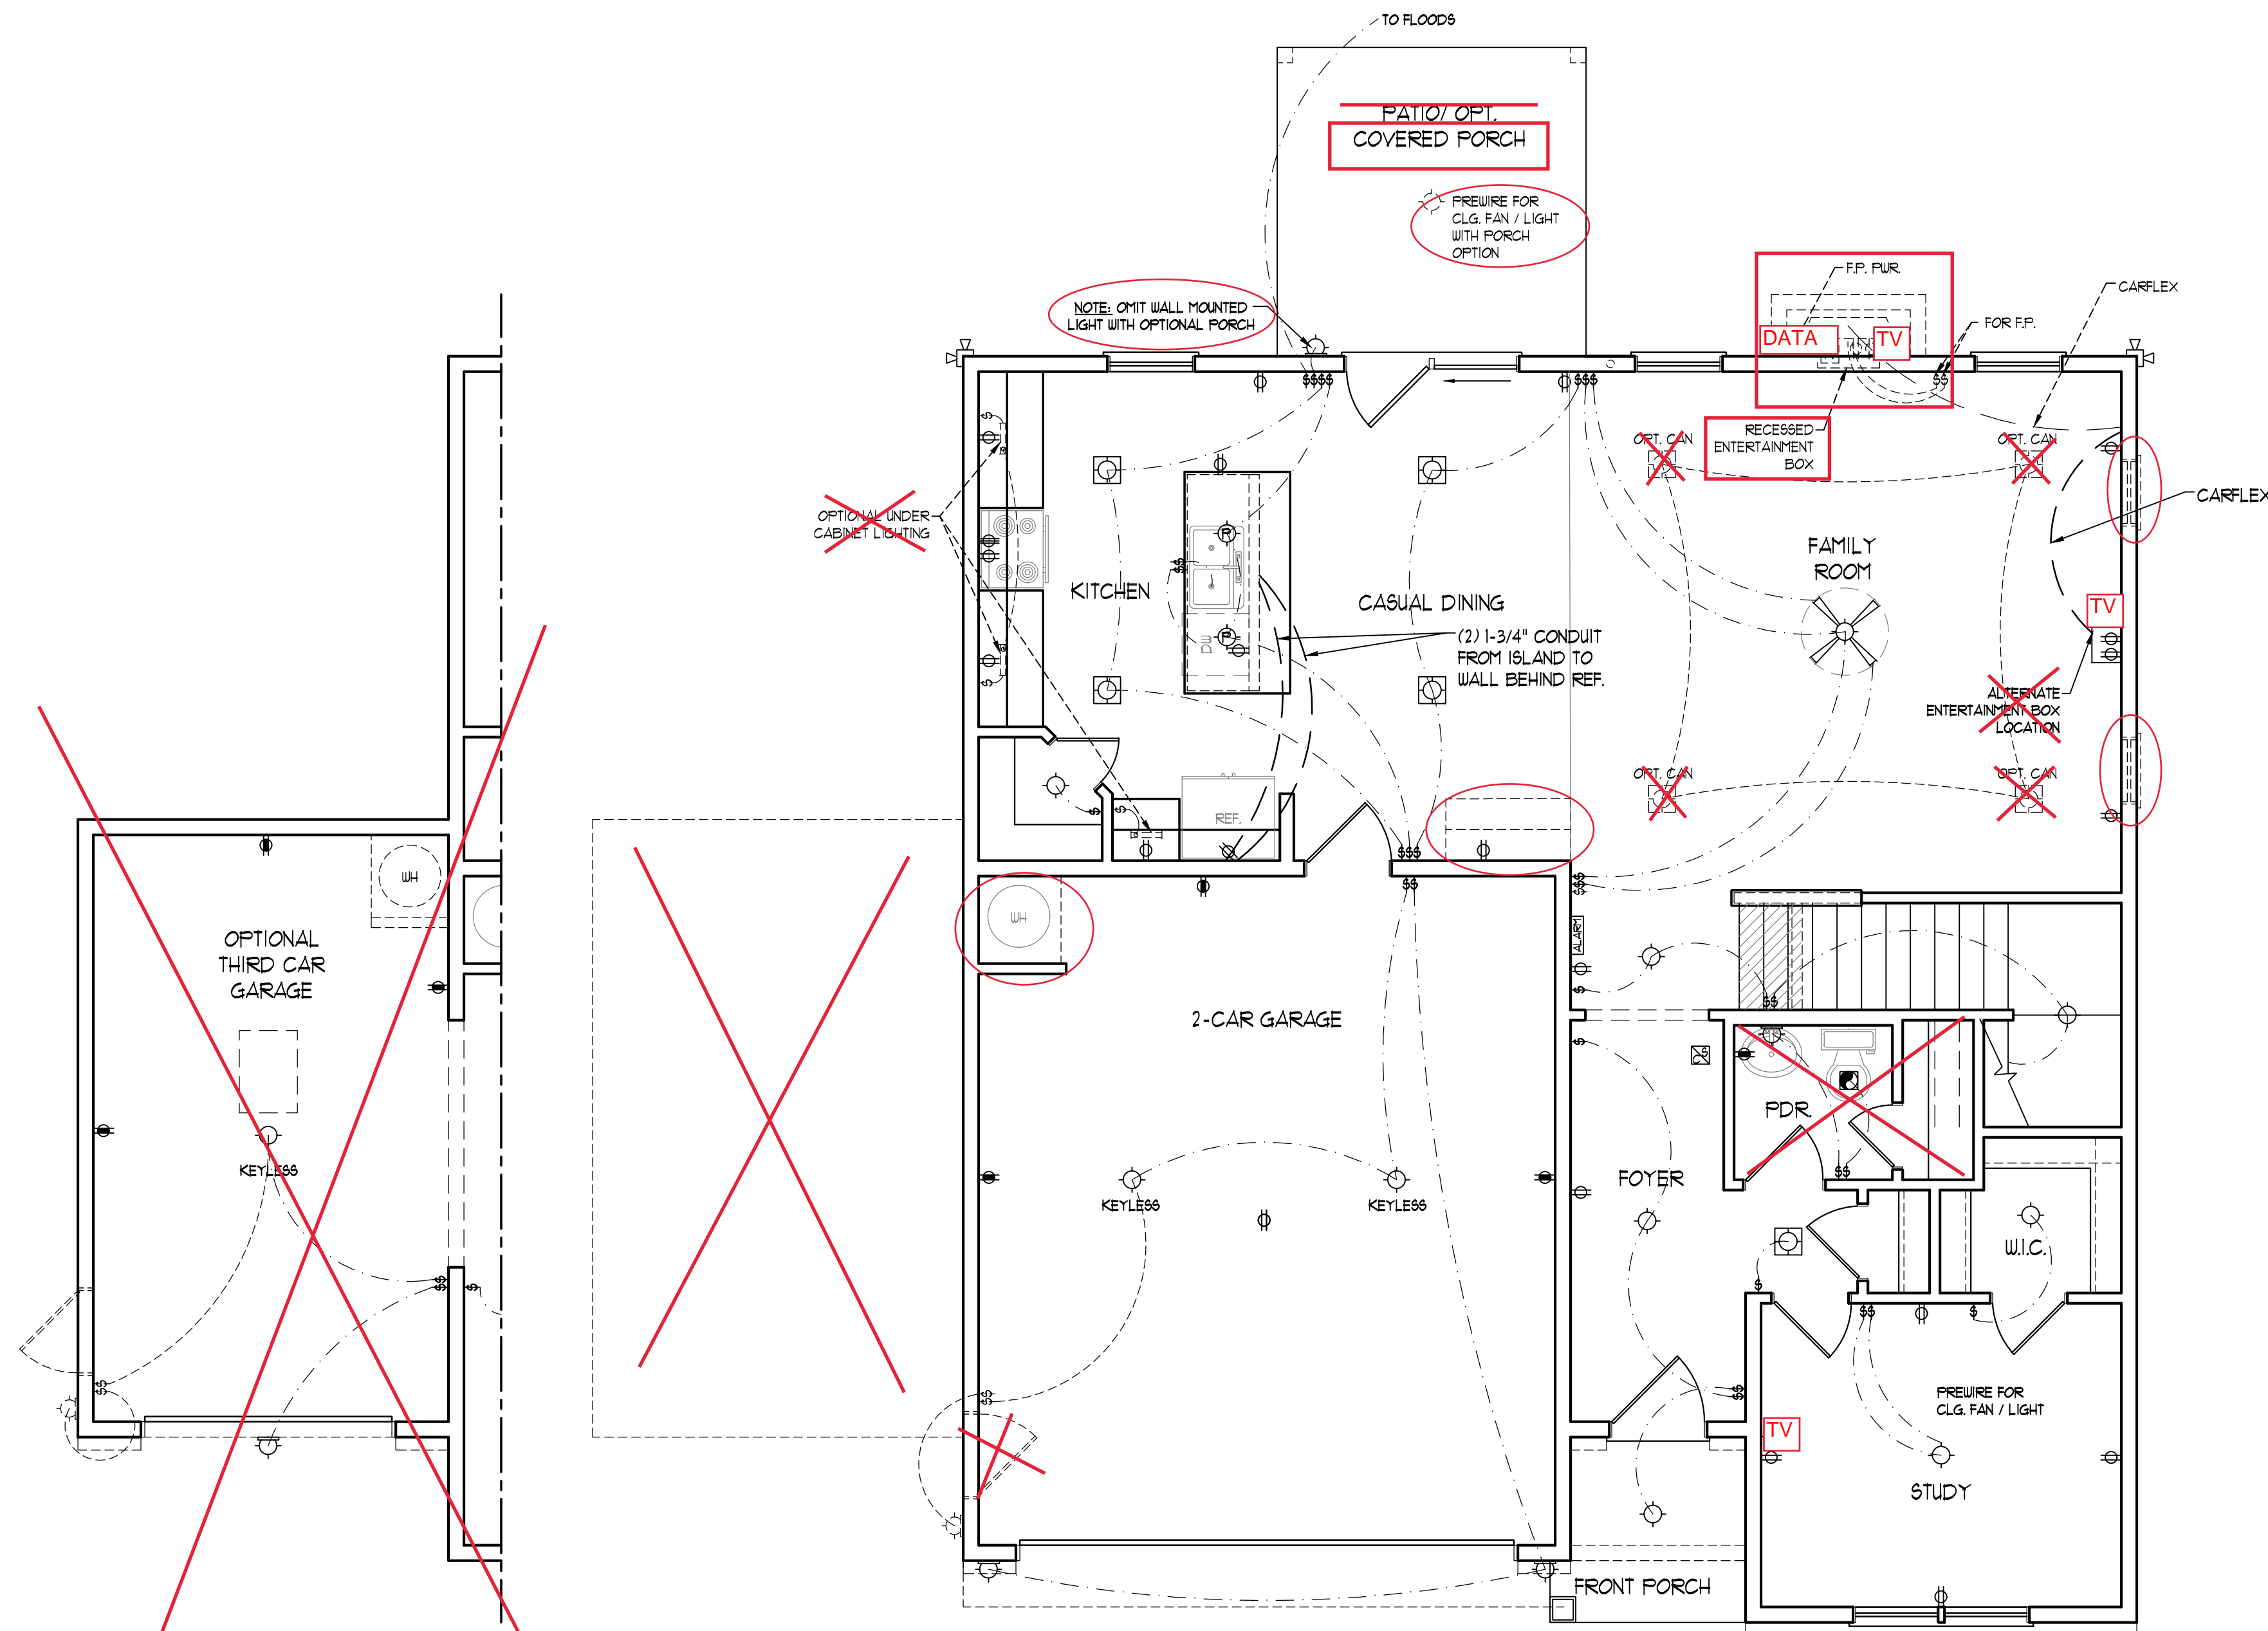 TO FLOODS
PATIO/ OPT.
COVERED PORCH
PREWIRE FOR
CLG. FAN / LIGHT
WITH PORCH
OPTION
NOTE: OMIT WALL MOUNTED
LIGHT WITH OPTIONAL PORCH
F.P. PWR.
CARFLEX
FOR F.P.
DATA
TV
RECESSED
ENTERTAINMENT
BOX
OPT. CAN
OPT. CAN
CARFLEX
OPTIONAL UNDER
CABINET LIGHTING
FAMILY
ROOM
KITCHEN
CASUAL DINING
(2) 1-3/4" CONDUIT
FROM ISLAND TO
WALL BEHIND REF.
DW
TV
ALTERNATE
ENTERTAINMENT BOX
LOCATION
OPT. CAN
OPT. CAN
REF.
WH
WH
OPTIONAL
THIRD CAR
GARAGE
KEYLESS
ALARM
2-CAR GARAGE
PDR.
FOYER
KEYLESS
KEYLESS
W.I.C.
PREWIRE FOR
CLG. FAN / LIGHT
TV
STUDY
FRONT PORCH